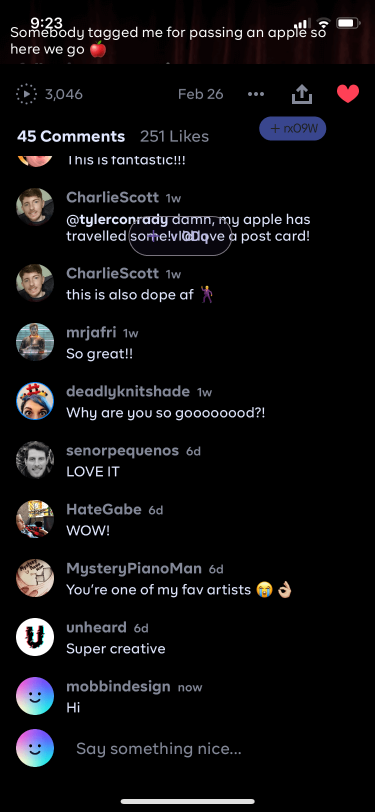 Somebody tagged me for passing an apple so
9:23
here we go 🍎
3,046
Feb 26
45 Comments 251 Likes
+ rxO9W
This is fantastic!!!
CharlieScott 1w
@tylerconrady damn, my apple has
travelled love a post card!
CharlieScott 1w
this is also dope af 🕺
mrjafri 1w
So great!!
deadlyknitshade 1w
Why are you so goooooood?!
senorpequenos 6d
LOVE IT
HateGabe 6d
WOW!
MysteryPianoMan 6d
You're one of my fav artists 😭 👌🏼
unheard 6d
Super creative
mobbindesign now
Hi
Say something nice...